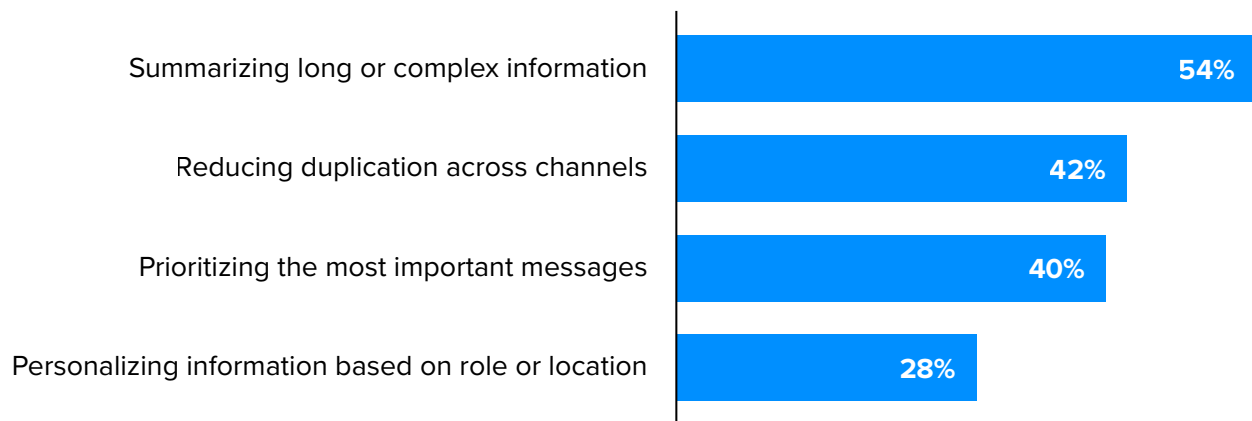 Summarizing long or complex information
54%
Reducing duplication across channels
42%
Prioritizing the most important messages
40%
Personalizing information based on role or location
28%